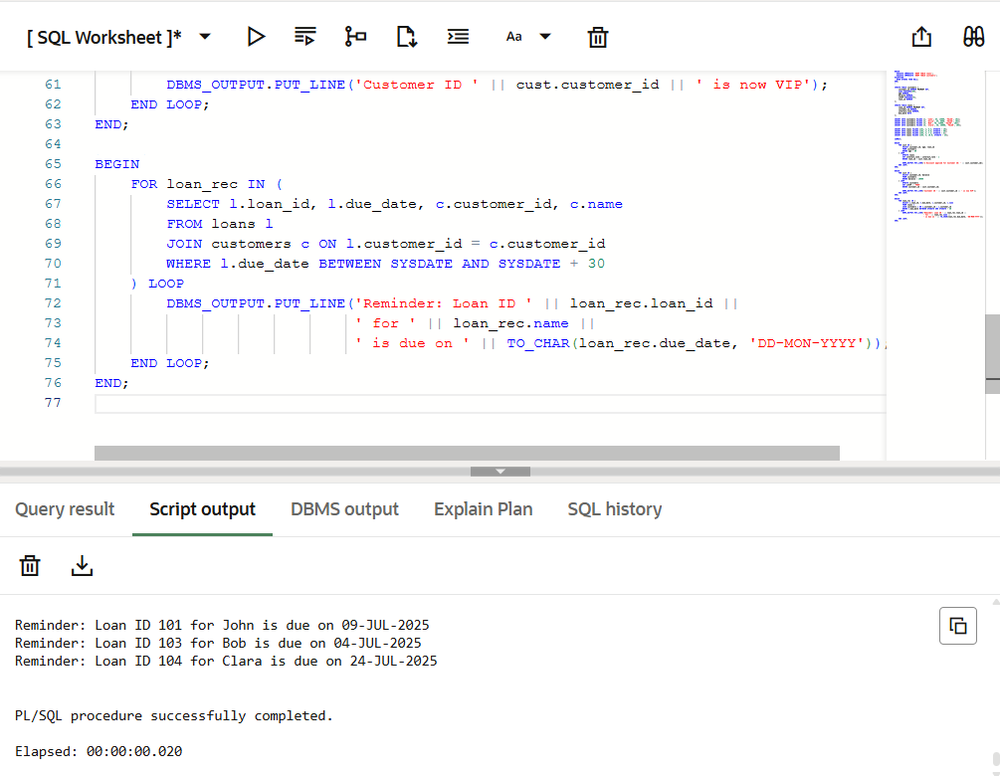 [ SQL Worksheet ]*
Aa
61 DBMS_OUTPUT.PUT_LINE('Customer ID ' || cust.customer_id || ' is now VIP');
62 END LOOP;
63 END;
64
65 BEGIN
66 FOR loan_rec IN (
67 SELECT l.loan_id, l.due_date, c.customer_id, c.name
68 FROM loans l
69 JOIN customers c ON l.customer_id = c.customer_id
70 WHERE l.due_date BETWEEN SYSDATE AND SYSDATE + 30
71 ) LOOP
72 DBMS_OUTPUT.PUT_LINE('Reminder: Loan ID ' || loan_rec.loan_id ||
73 ' for ' || loan_rec.name ||
74 ' is due on ' || TO_CHAR(loan_rec.due_date, 'DD-MON-YYYY'))
75 END LOOP;
76 END;
77
Query result Script output DBMS output Explain Plan SQL history
Reminder: Loan ID 101 for John is due on 09-JUL-2025
Reminder: Loan ID 103 for Bob is due on 04-JUL-2025
Reminder: Loan ID 104 for Clara is due on 24-JUL-2025
PL/SQL procedure successfully completed.
Elapsed: 00:00:00.020